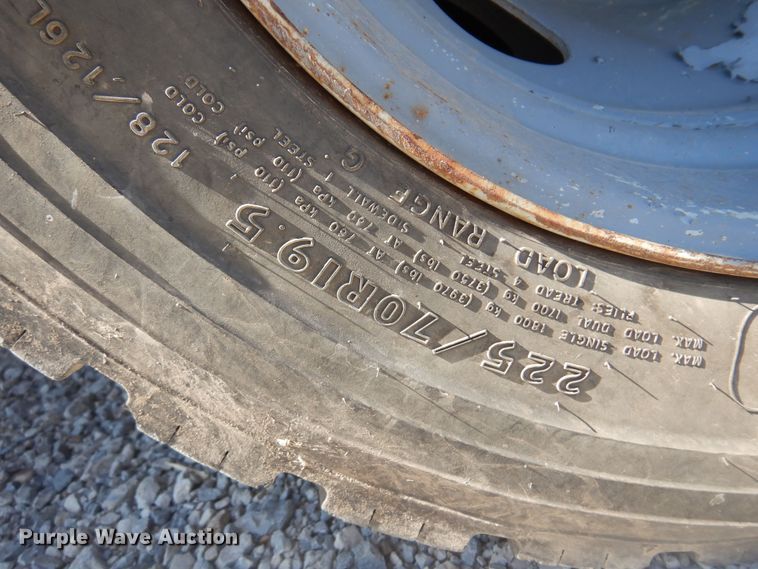 225/70R19.5 128/126L
MAX. LOAD SINGLE 1800 kg (3970 lbs) AT 760 kPa (110 psi) COLD
MAX. LOAD DUAL 1700 kg (3750 lbs) AT 760 kPa (110 psi) COLD
PLIES: TREAD 4 STEEL SIDEWALL 1 STEEL
LOAD RANGE G
Purple Wave Auction